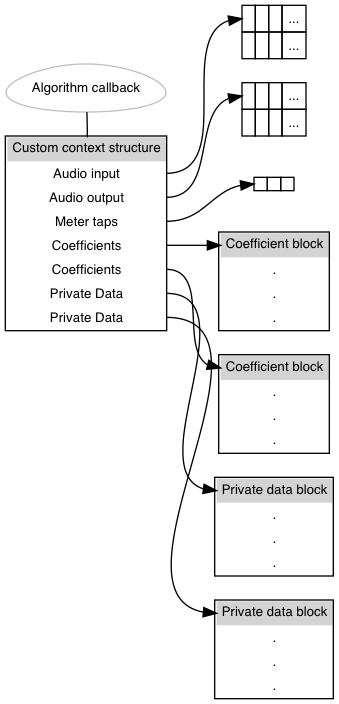 ...
...
...
...
Algorithm callback
Custom context structure
Audio input
Audio output
Meter taps
Coefficients
Coefficients
Private Data
Private Data
Coefficient block
.
.
.
Coefficient block
.
.
.
Private data block
.
.
.
Private data block
.
.
.